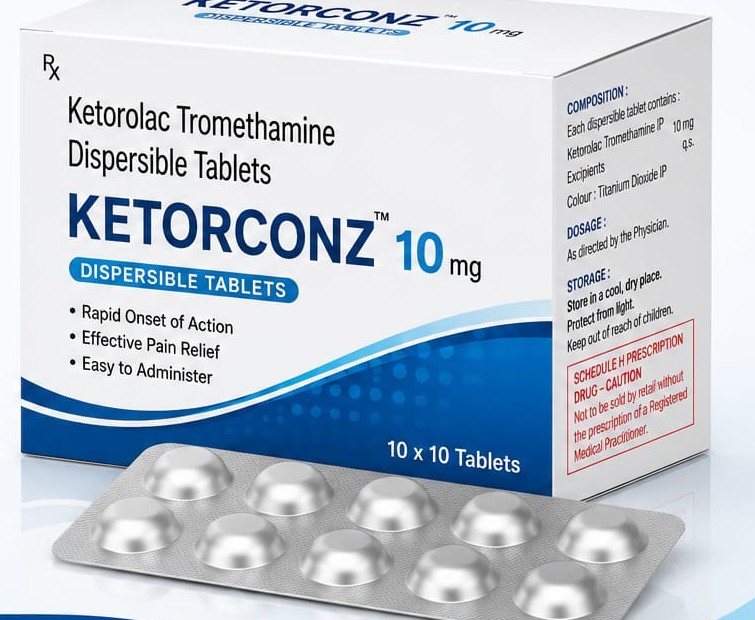 KETORCONZ™ 10 mg
DISPERSIBLE TABLETS
Rx
Ketorolac Tromethamine
Dispersible Tablets
KETORCONZ™ 10 mg
DISPERSIBLE TABLETS
• Rapid Onset of Action
• Effective Pain Relief
• Easy to Administer
10 x 10 Tablets
COMPOSITION :
Each dispersible tablet contains :
Ketorolac Tromethamine IP 10 mg
Excipients q.s.
Colour : Titanium Dioxide IP
DOSAGE :
As directed by the Physician.
STORAGE :
Store in a cool, dry place.
Protect from light.
Keep out of reach of children.
SCHEDULE H PRESCRIPTION
DRUG – CAUTION
Not to be sold by retail without
the prescription of a Registered
Medical Practitioner.